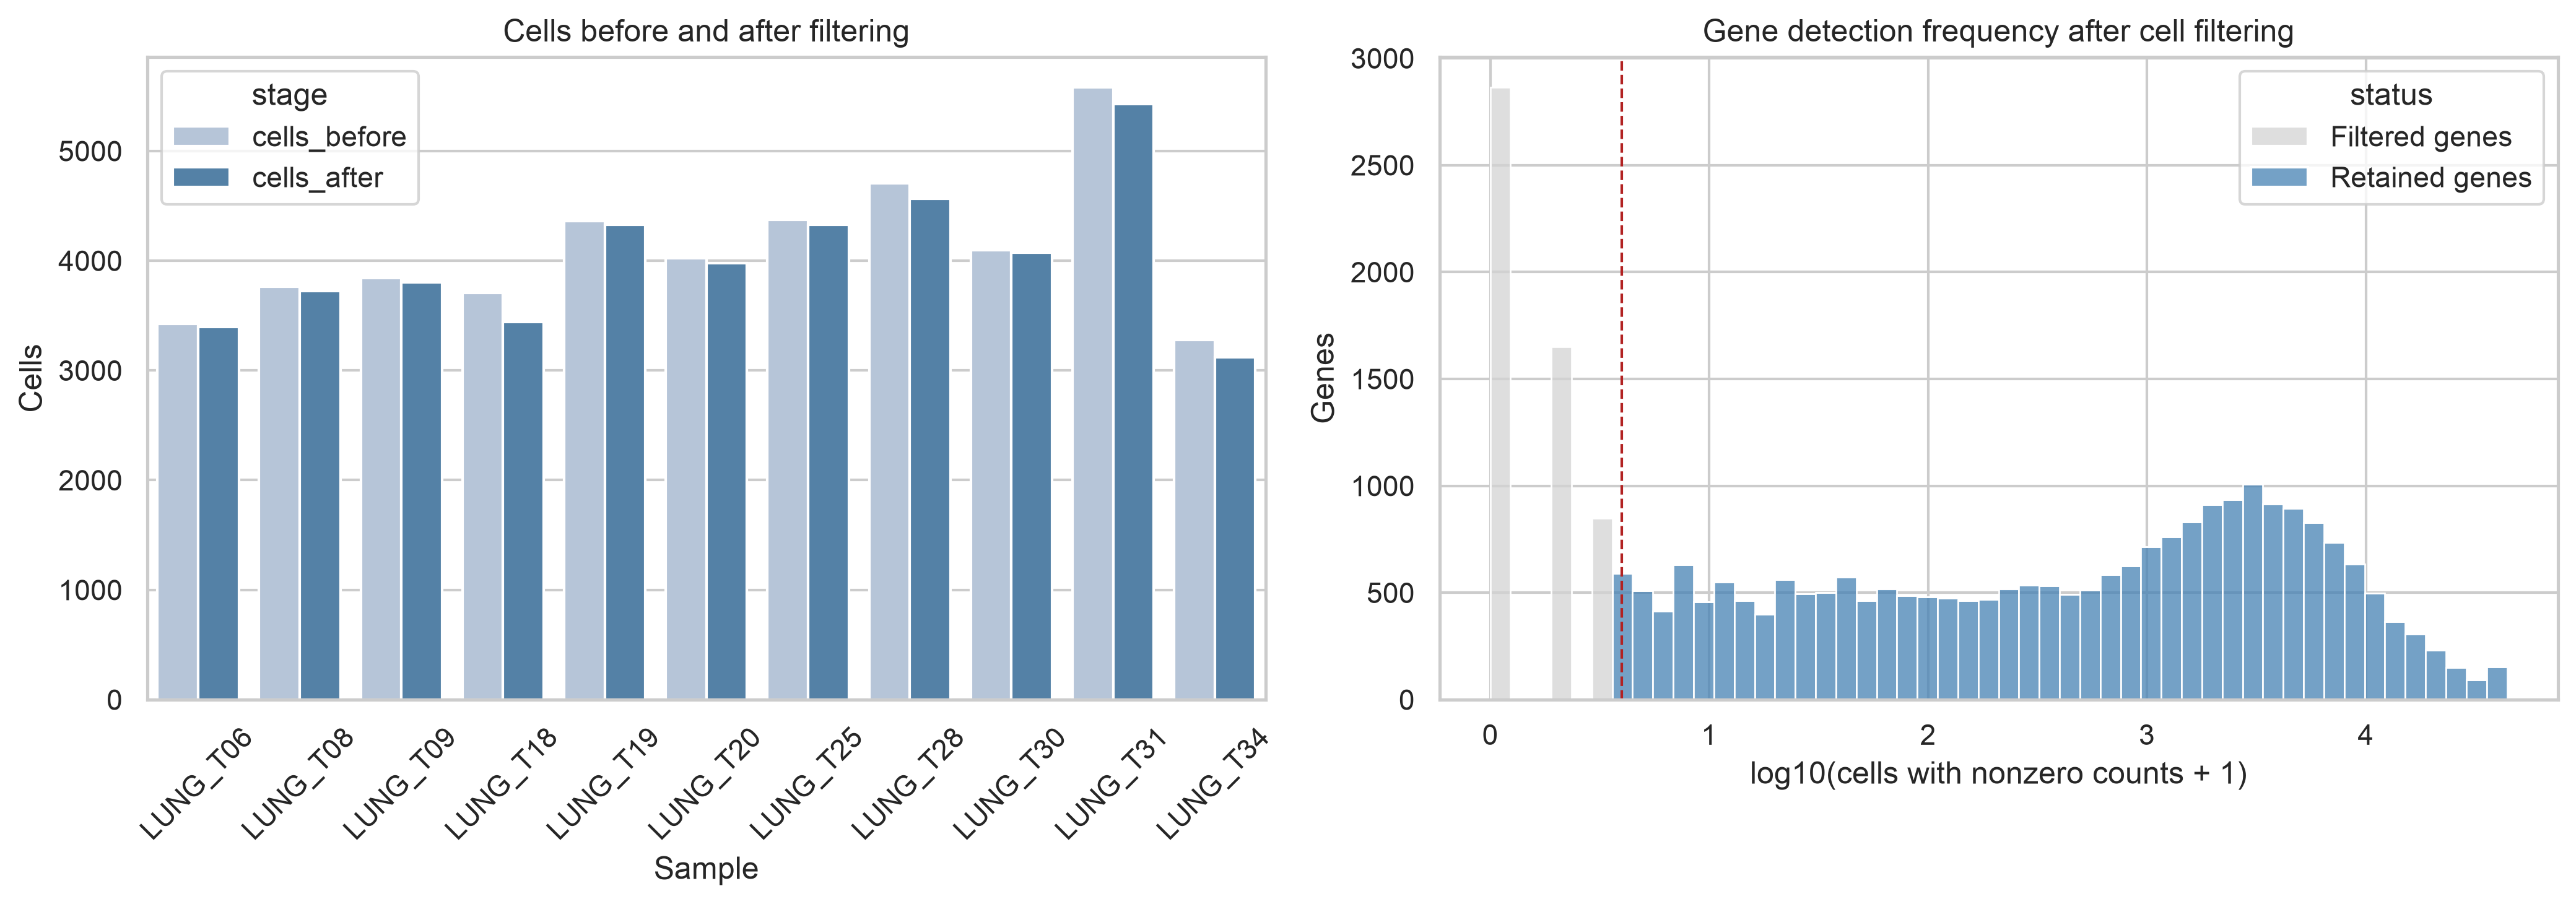 Cells before and after filtering
stage
cells_before
cells_after
Cells
5000
4000
3000
2000
1000
0
LUNG_T06
LUNG_T08
LUNG_T09
LUNG_T18
LUNG_T19
LUNG_T20
LUNG_T25
LUNG_T28
LUNG_T30
LUNG_T31
LUNG_T34
Sample
Gene detection frequency after cell filtering
status
Filtered genes
Retained genes
Genes
3000
2500
2000
1500
1000
500
0
0 1 2 3 4
log10(cells with nonzero counts + 1)